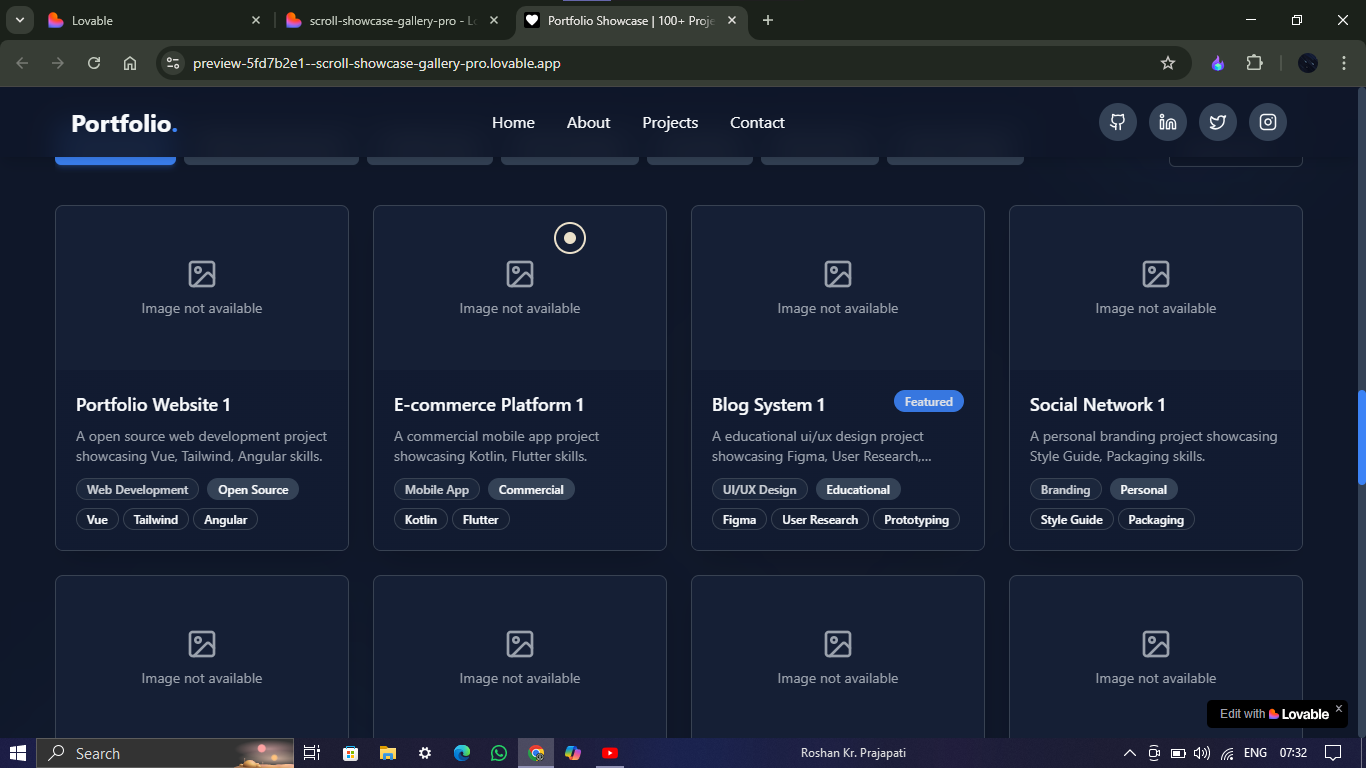 Lovable
scroll-showcase-gallery-pro - Lo
Portfolio Showcase | 100+ Proje
preview-5fd7b2e1--scroll-showcase-gallery-pro.lovable.app
Portfolio.
Home
About
Projects
Contact
Image not available
Image not available
Image not available
Image not available
Portfolio Website 1
A open source web development project
showcasing Vue, Tailwind, Angular skills.
Web Development
Open Source
Vue
Tailwind
Angular
E-commerce Platform 1
A commercial mobile app project
showcasing Kotlin, Flutter skills.
Mobile App
Commercial
Kotlin
Flutter
Blog System 1
Featured
A educational ui/ux design project
showcasing Figma, User Research,...
UI/UX Design
Educational
Figma
User Research
Prototyping
Social Network 1
A personal branding project showcasing
Style Guide, Packaging skills.
Branding
Personal
Style Guide
Packaging
Image not available
Image not available
Image not available
Image not available
Edit with Lovable
Search
Roshan Kr. Prajapati
ENG
07:32